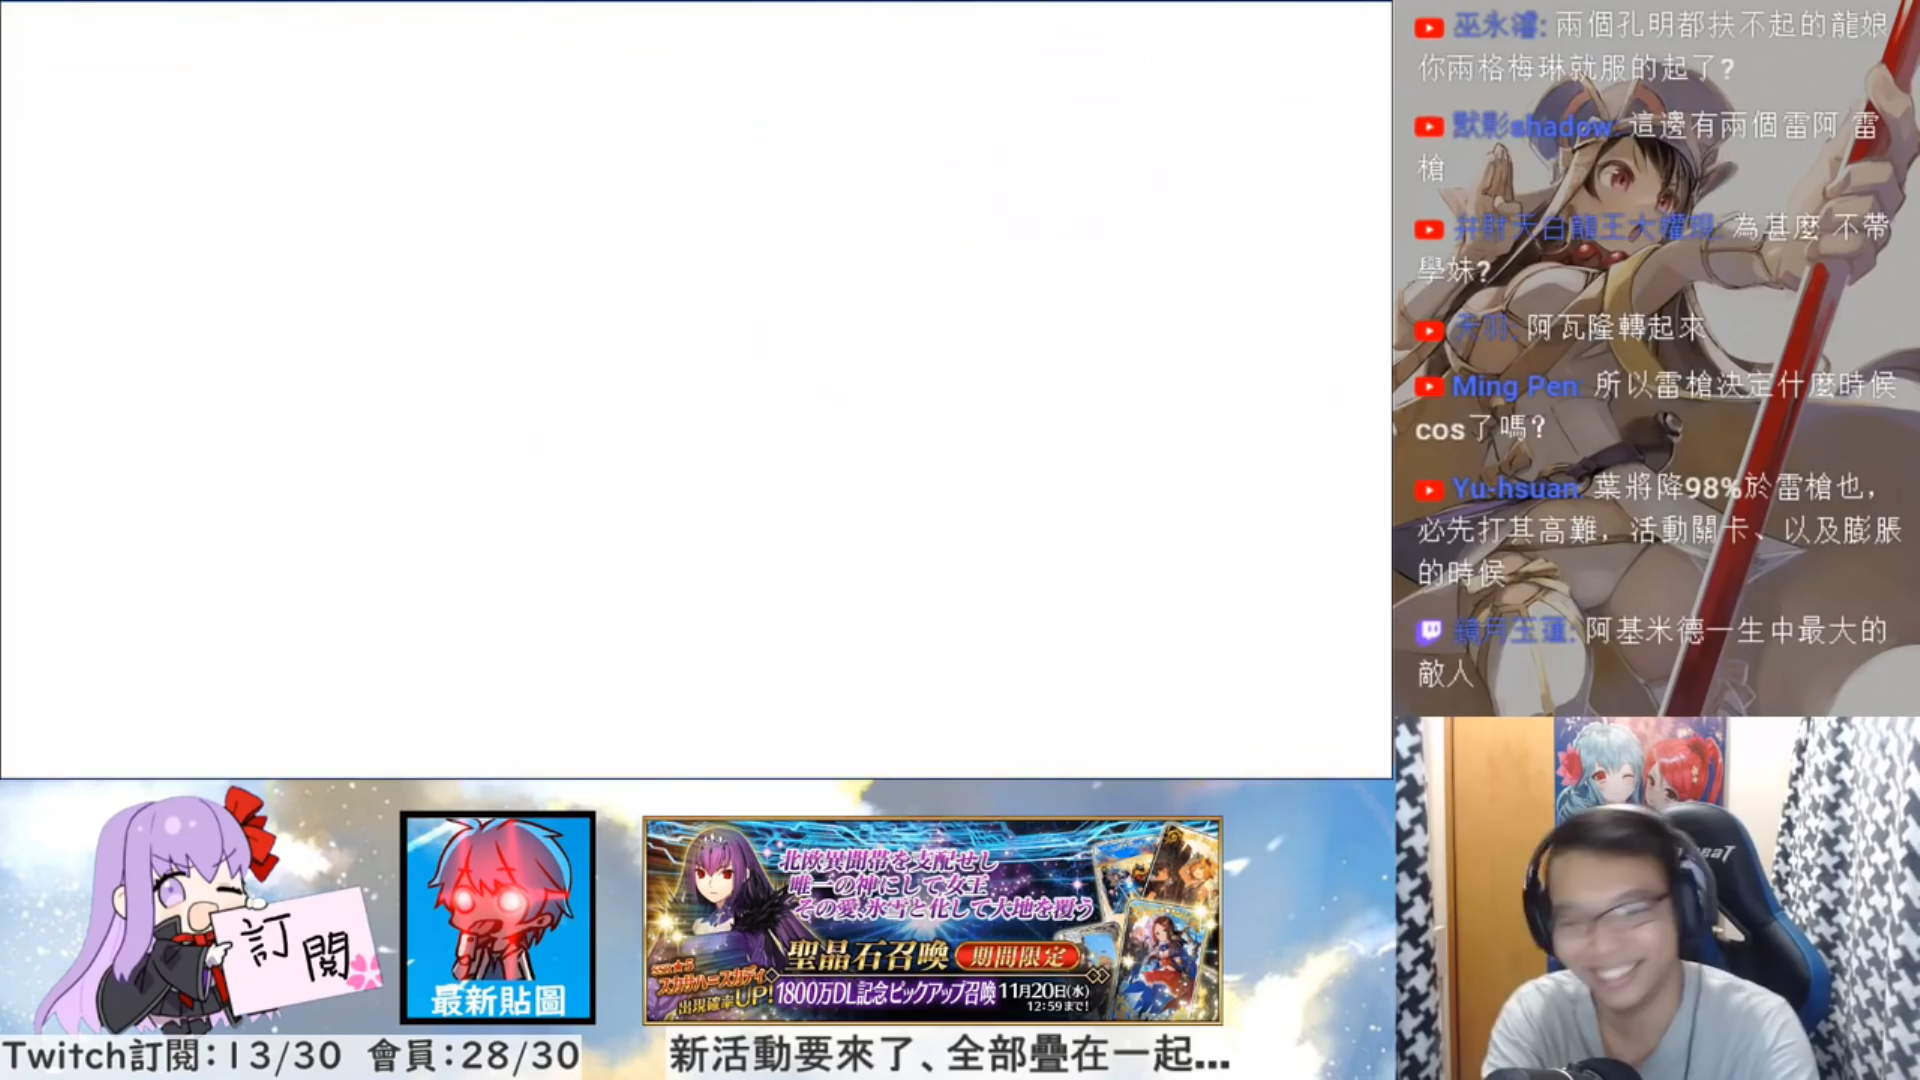 巫永濬: 兩個孔明都扶不起的龍娘
你兩格梅琳就服的起了?
默影shadow: 這邊有兩個雷阿 雷
槍
為甚麼 不帶
學妹?
阿瓦隆轉起來
Ming Pen: 所以雷槍決定什麼時候
cos了嗎?
Yu-hsuan: 葉將降98%於雷槍也,
必先打其高難, 活動關卡、以及膨脹
的時候
鏡月王蓮: 阿基米德一生中最大的
敵人
訂閱
最新貼圖
北欧異聞帯を支配せし
唯一の神にして女王
その愛、氷雪と化して大地を覆う
聖晶石召喚 期間限定
SSR★5
スカサハ=スカディ
出現確率UP!
1800万DL記念ピックアップ召喚 11月20日(水)
12:59まで!
Twitch訂閱:13/30 會員:28/30
新活動要來了、全部疊在一起...